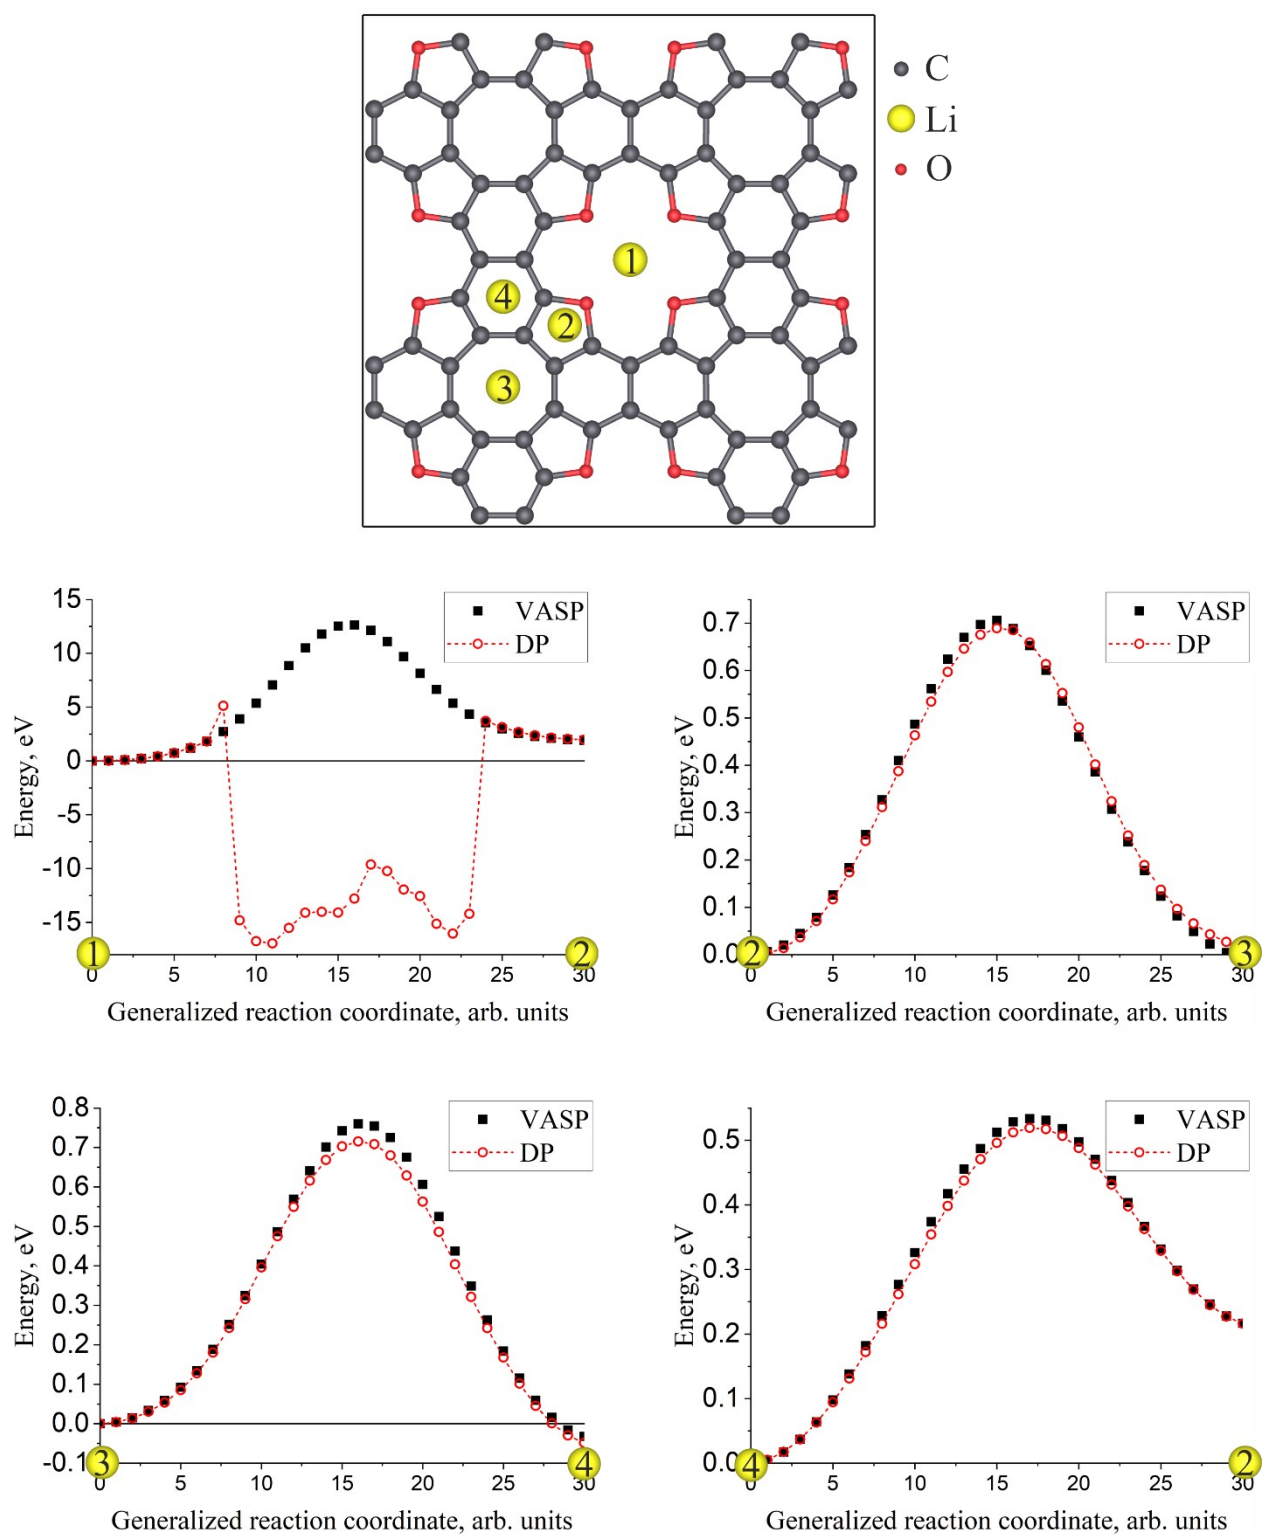 C
Li
O
1
4
2
3
15
10
5
0
-5
-10
-15
Energy, eV
VASP
DP
1
2
0 5 10 15 20 25 30
Generalized reaction coordinate, arb. units
0.7
0.6
0.5
0.4
0.3
0.2
0.1
0.0
Energy, eV
VASP
DP
2
3
0 5 10 15 20 25 30
Generalized reaction coordinate, arb. units
0.8
0.7
0.6
0.5
0.4
0.3
0.2
0.1
0.0
-0.1
Energy, eV
VASP
DP
3
4
0 5 10 15 20 25 30
Generalized reaction coordinate, arb. units
0.5
0.4
0.3
0.2
0.1
0.0
Energy, eV
VASP
DP
4
2
0 5 10 15 20 25 30
Generalized reaction coordinate, arb. units